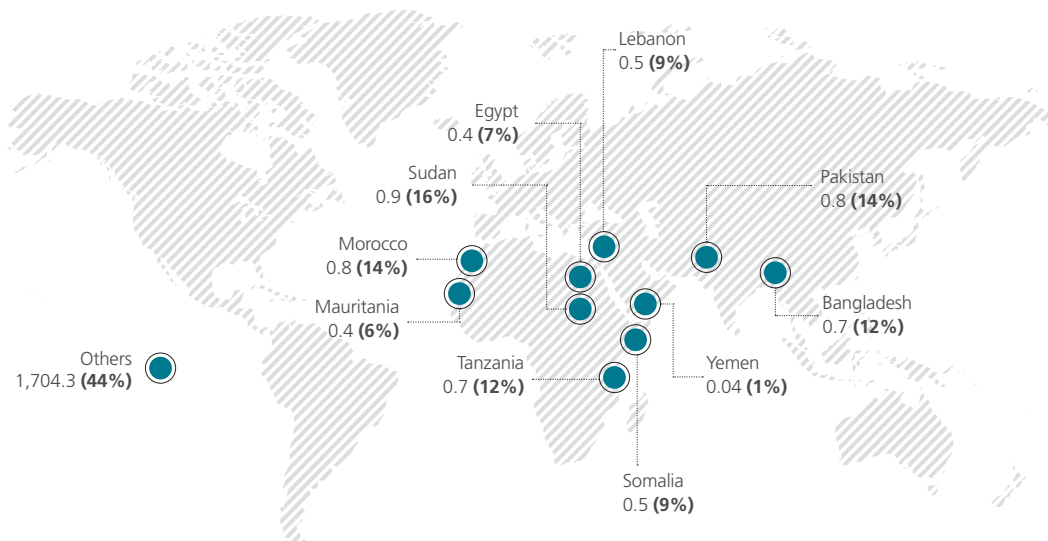 Lebanon
0.5 (9%)
Egypt
0.4 (7%)
Sudan
0.9 (16%)
Pakistan
0.8 (14%)
Morocco
0.8 (14%)
Mauritania
0.4 (6%)
Bangladesh
0.7 (12%)
Others
1,704.3 (44%)
Tanzania
0.7 (12%)
Yemen
0.04 (1%)
Somalia
0.5 (9%)